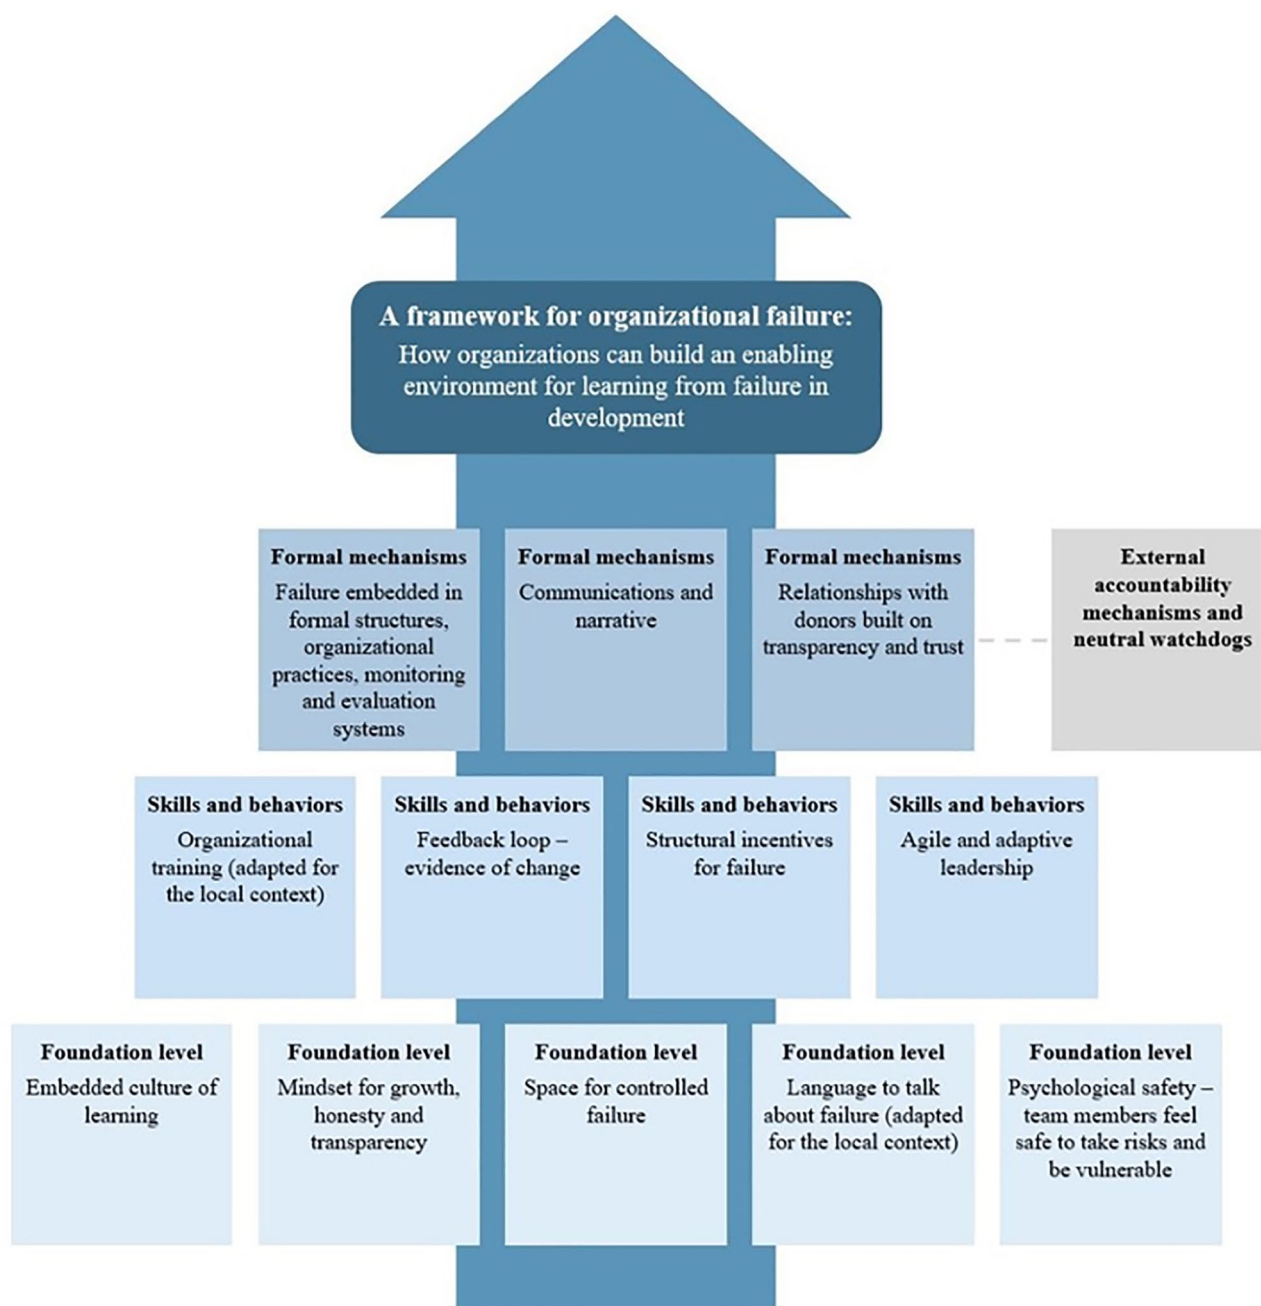 A framework for organizational failure:
How organizations can build an enabling
environment for learning from failure in
development
Formal mechanisms
Failure embedded in
formal structures,
organizational
practices, monitoring
and evaluation
systems
Formal mechanisms
Communications and
narrative
Formal mechanisms
Relationships with
donors built on
transparency and trust
External
accountability
mechanisms and
neutral watchdogs
Skills and behaviors
Organizational
training (adapted for
the local context)
Skills and behaviors
Feedback loop –
evidence of change
Skills and behaviors
Structural incentives
for failure
Skills and behaviors
Agile and adaptive
leadership
Foundation level
Embedded culture of
learning
Foundation level
Mindset for growth,
honesty and
transparency
Foundation level
Space for controlled
failure
Foundation level
Language to talk
about failure (adapted
for the local context)
Foundation level
Psychological safety –
team members feel
safe to take risks and
be vulnerable